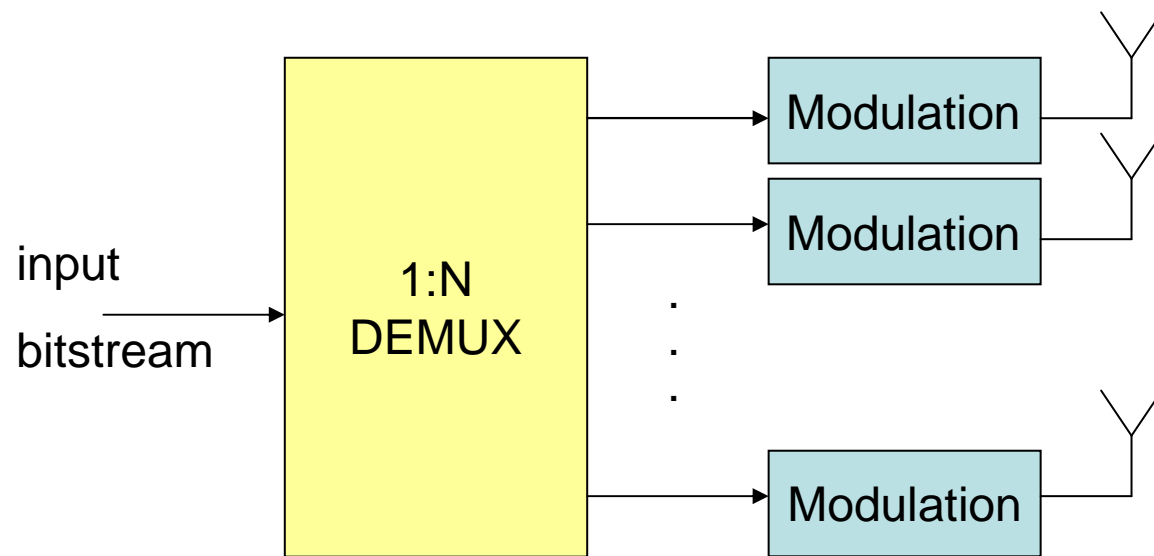 Modulation
Modulation
input
bitstream
1:N
DEMUX
.
.
.
Modulation